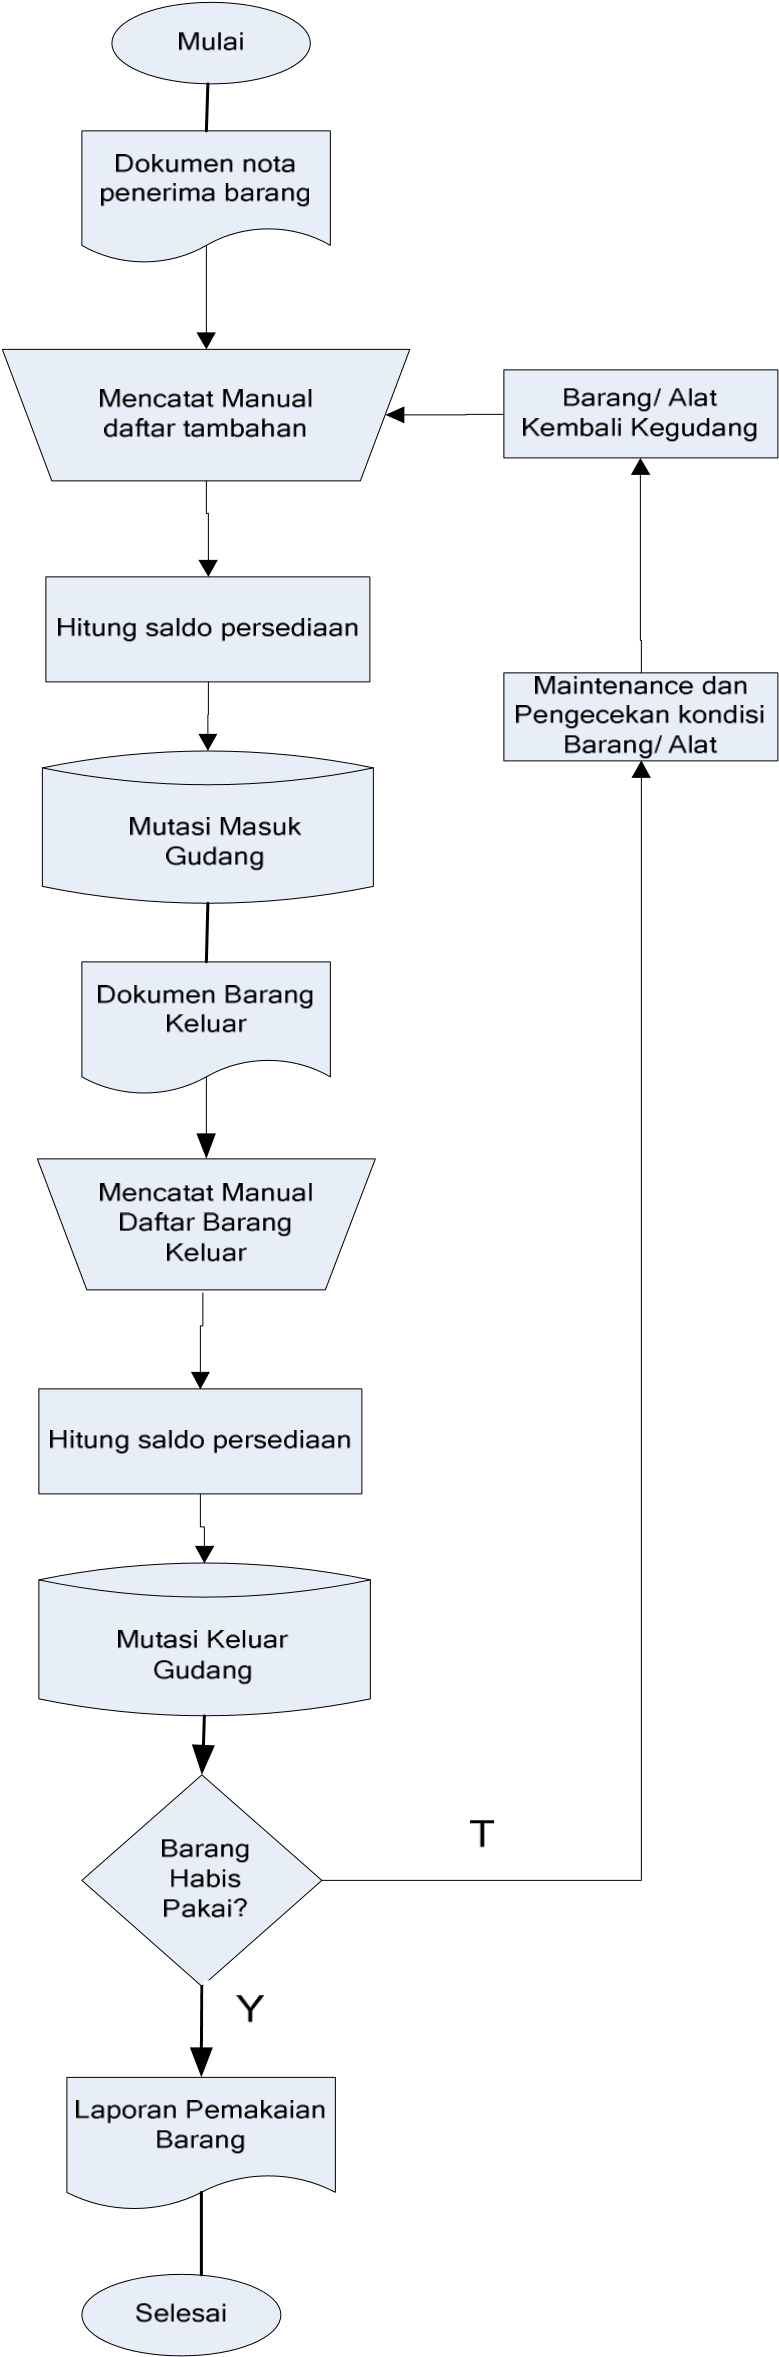 Mulai
Dokumen nota
penerima barang
Mencatat Manual
daftar tambahan
Barang/ Alat
Kembali Kegudang
Hitung saldo persediaan
Maintenance dan
Pengecekan kondisi
Barang/ Alat
Mutasi Masuk
Gudang
Dokumen Barang
Keluar
Mencatat Manual
Daftar Barang
Keluar
Hitung saldo persediaan
Mutasi Keluar
Gudang
Barang
Habis
Pakai?
T
Y
Laporan Pemakaian
Barang
Selesai